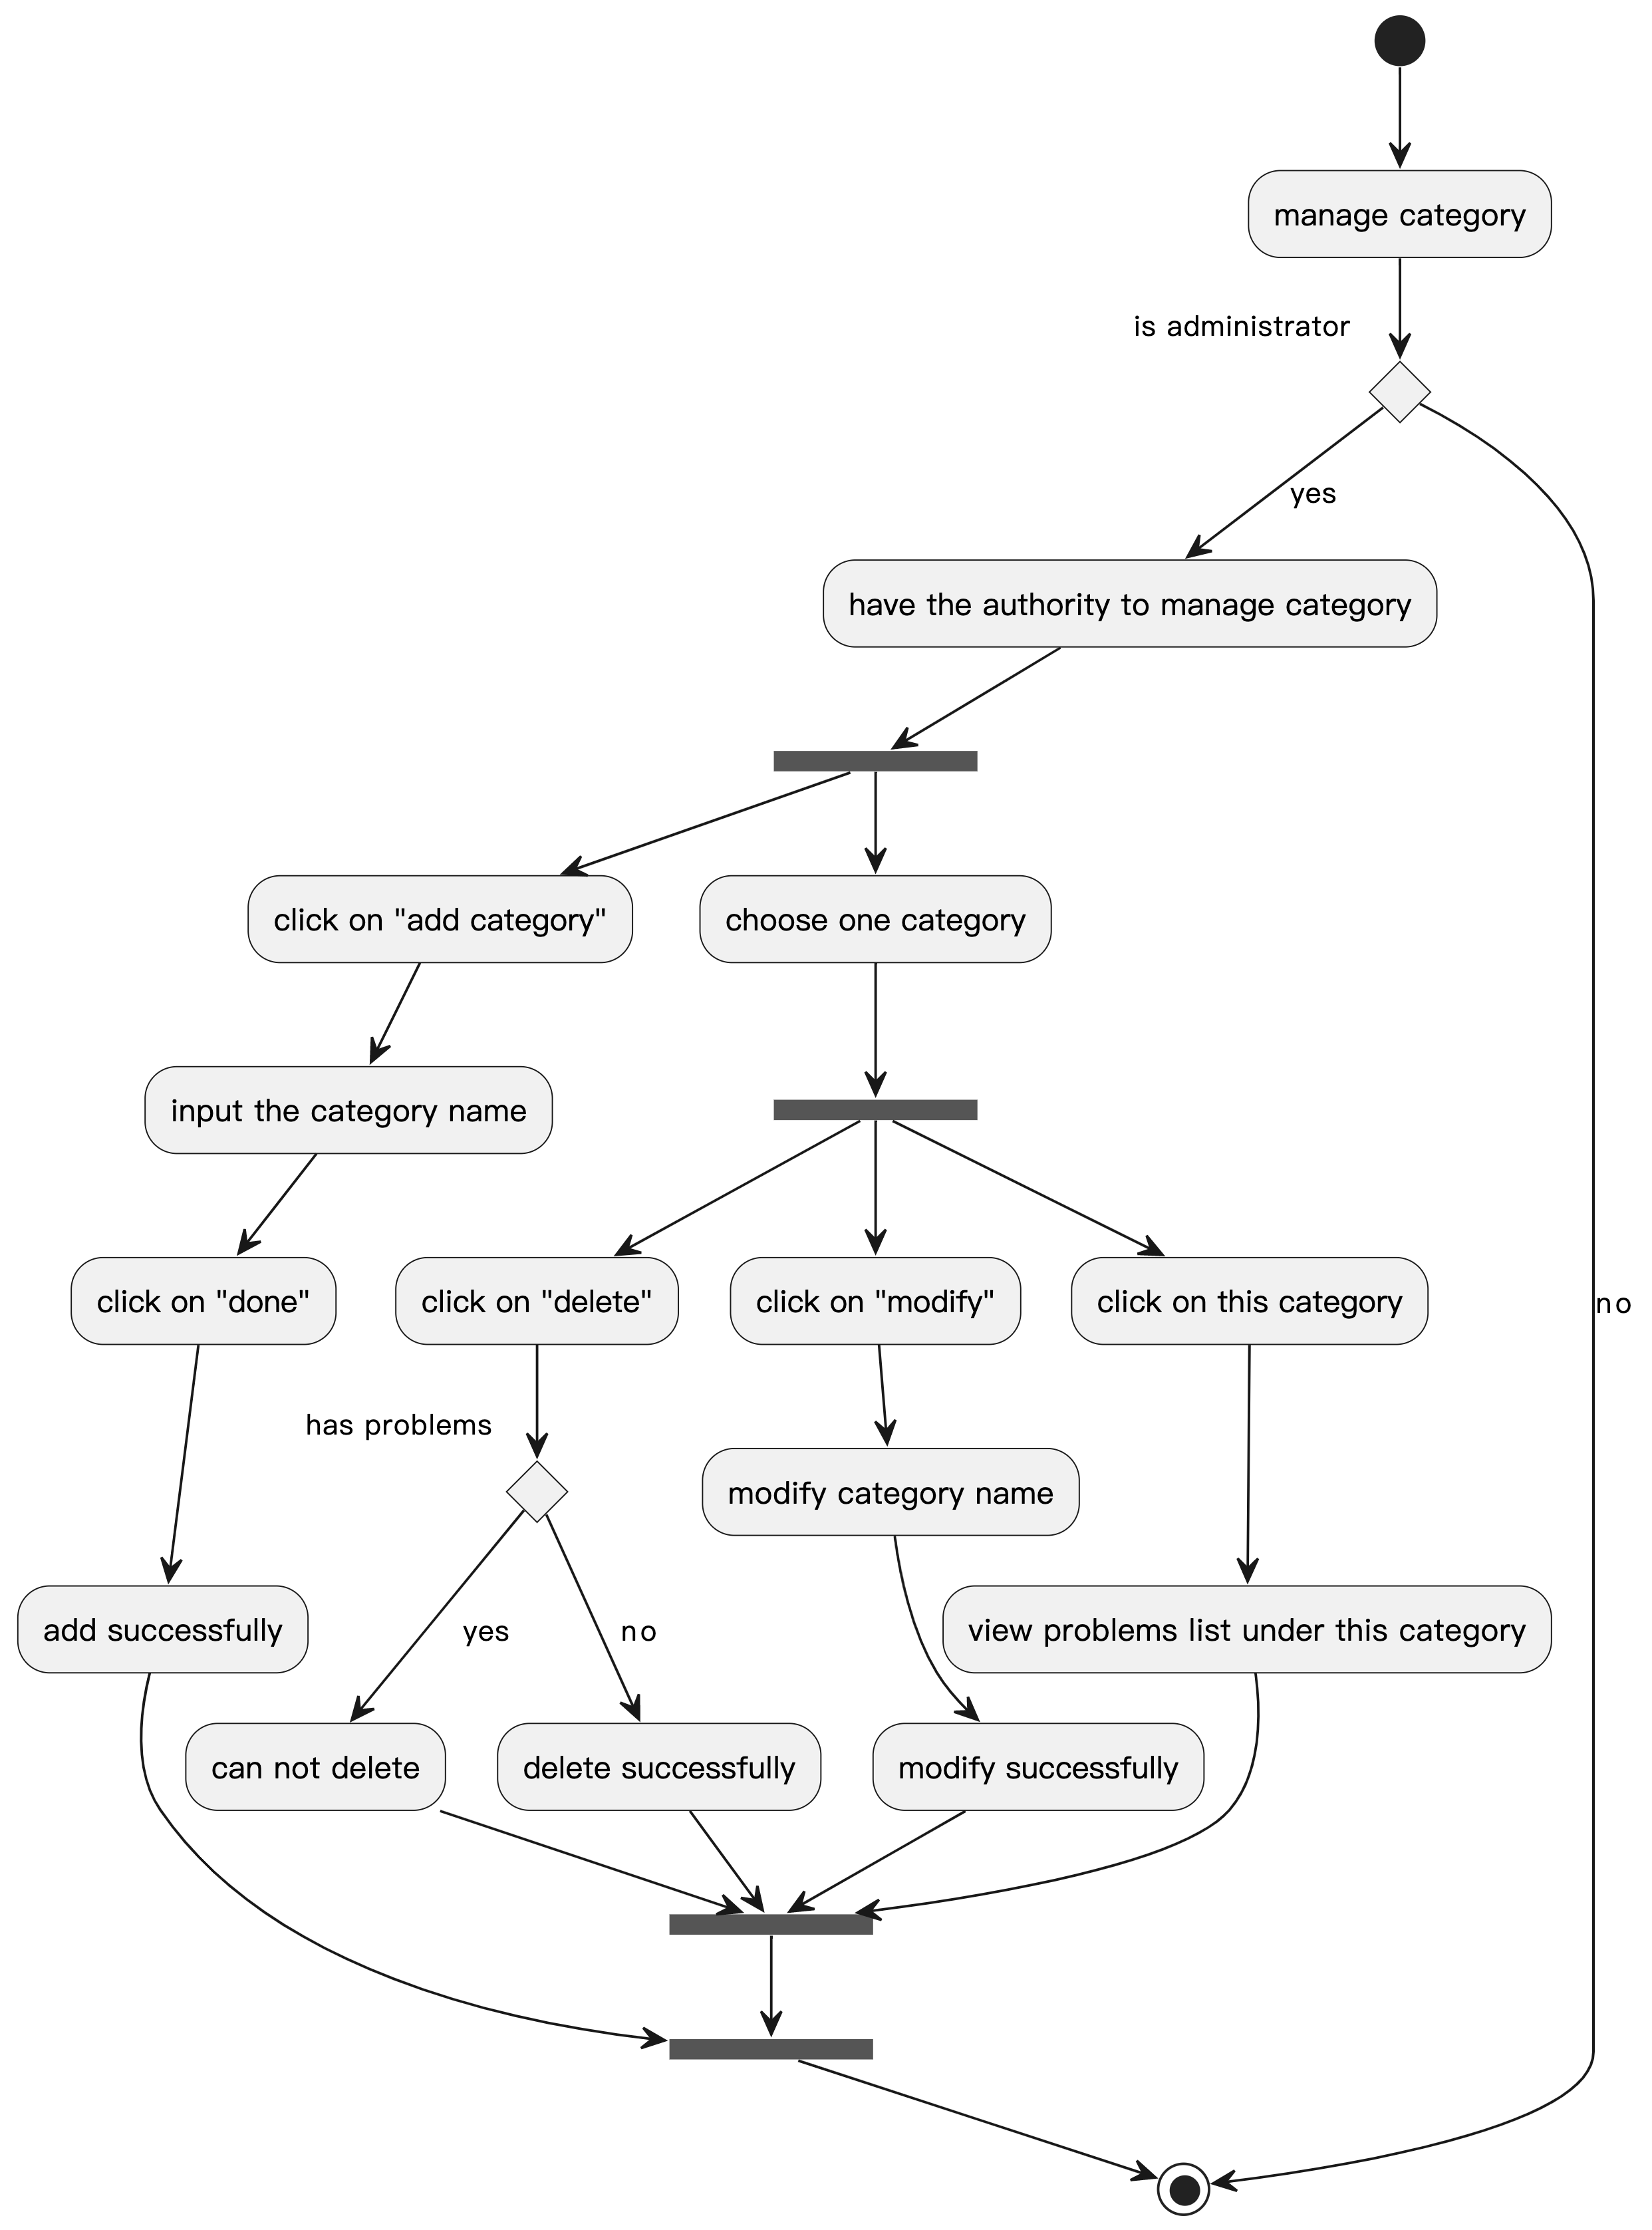 manage category
is administrator
yes
have the authority to manage category
click on "add category"
choose one category
input the category name
click on "done"
click on "delete"
click on "modify"
click on this category
no
has problems
modify category name
add successfully
yes
no
view problems list under this category
can not delete
delete successfully
modify successfully